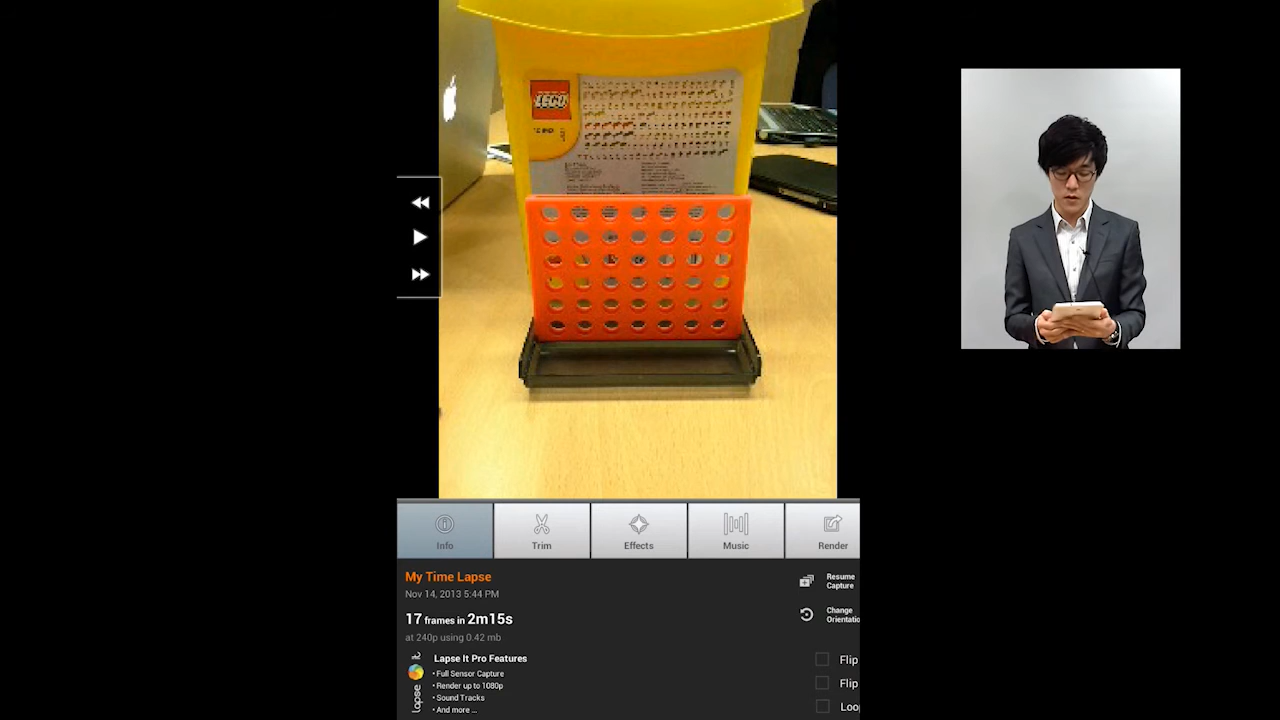 LEGO
Info
Trim
Effects
Music
Render
My Time Lapse
Nov 14, 2013 5:44 PM
17 frames in 2m15s
at 240p using 0.42 mb
Lapse It Pro Features
• Full Sensor Capture
• Render up to 1080p
• Sound Tracks
• And more ...
lapse
Resume
Capture
Change
Orientatio
Flip
Flip
Loo